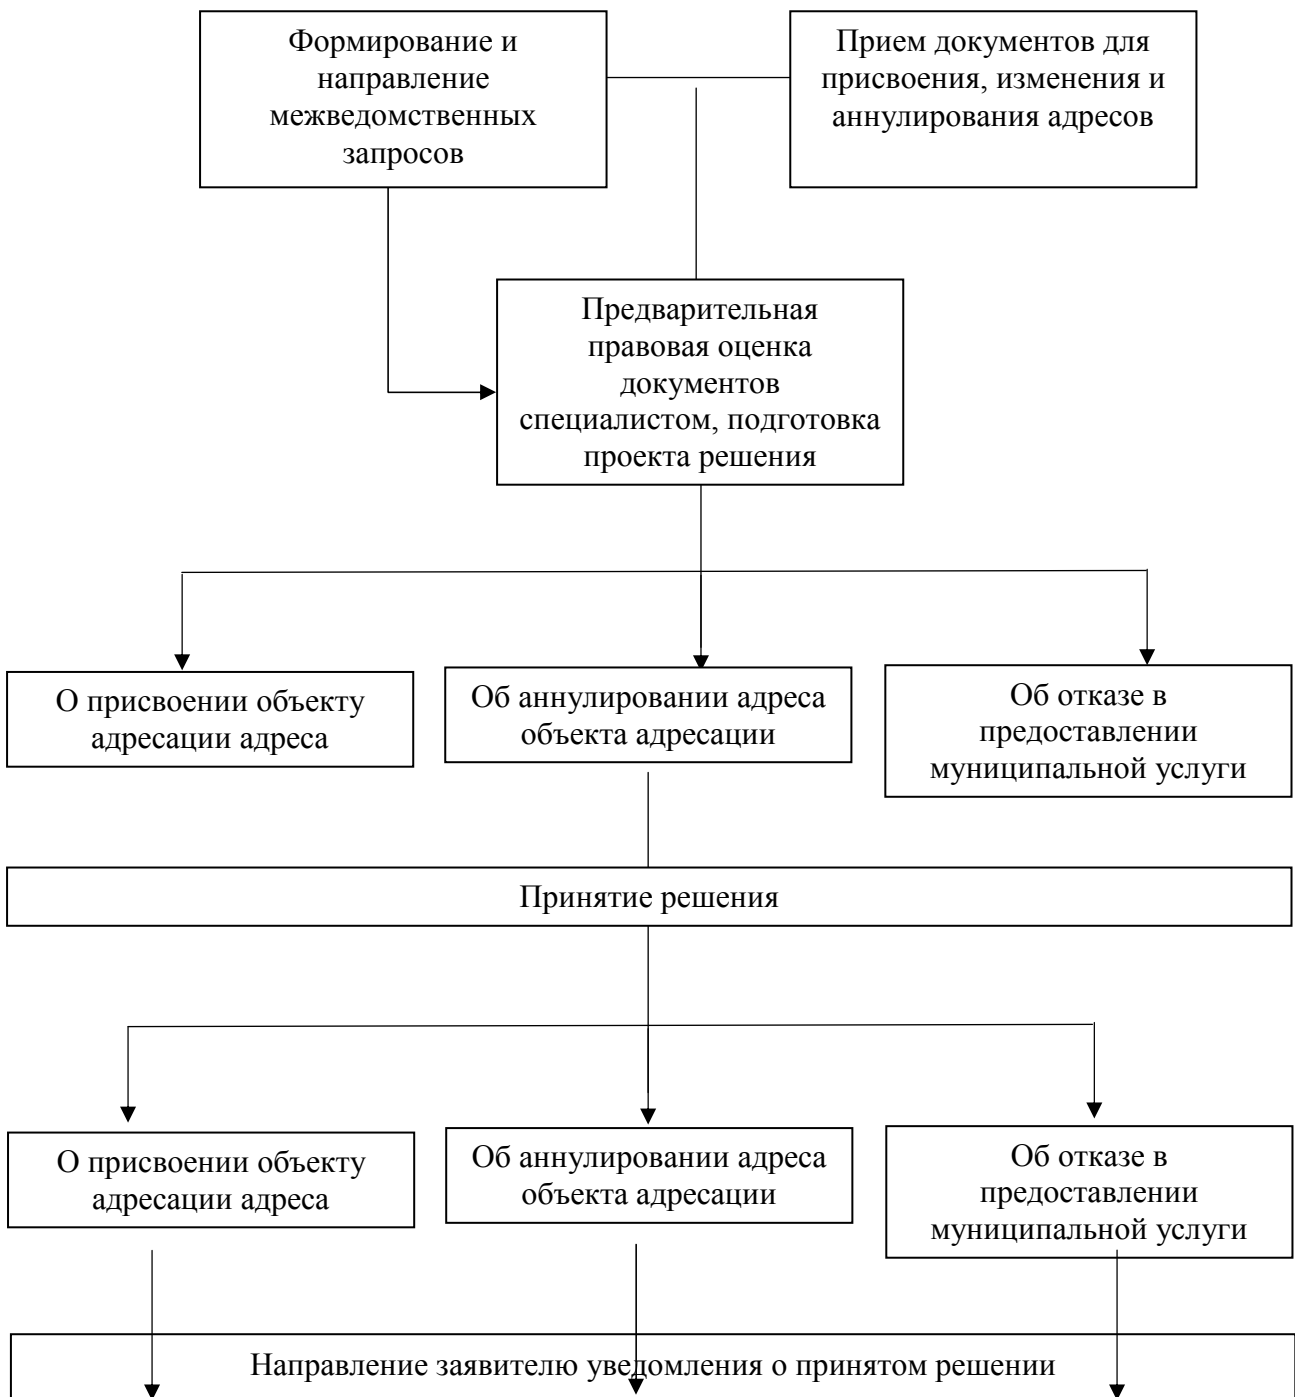 Формирование и
направление
межведомственных
запросов
Прием документов для
присвоения, изменения и
аннулирования адресов
Предварительная
правовая оценка
документов
специалистом, подготовка
проекта решения
О присвоении объекту
адресации адреса
Об аннулировании адреса
объекта адресации
Об отказе в
предоставлении
муниципальной услуги
Принятие решения
О присвоении объекту
адресации адреса
Об аннулировании адреса
объекта адресации
Об отказе в
предоставлении
муниципальной услуги
Направление заявителю уведомления о принятом решении